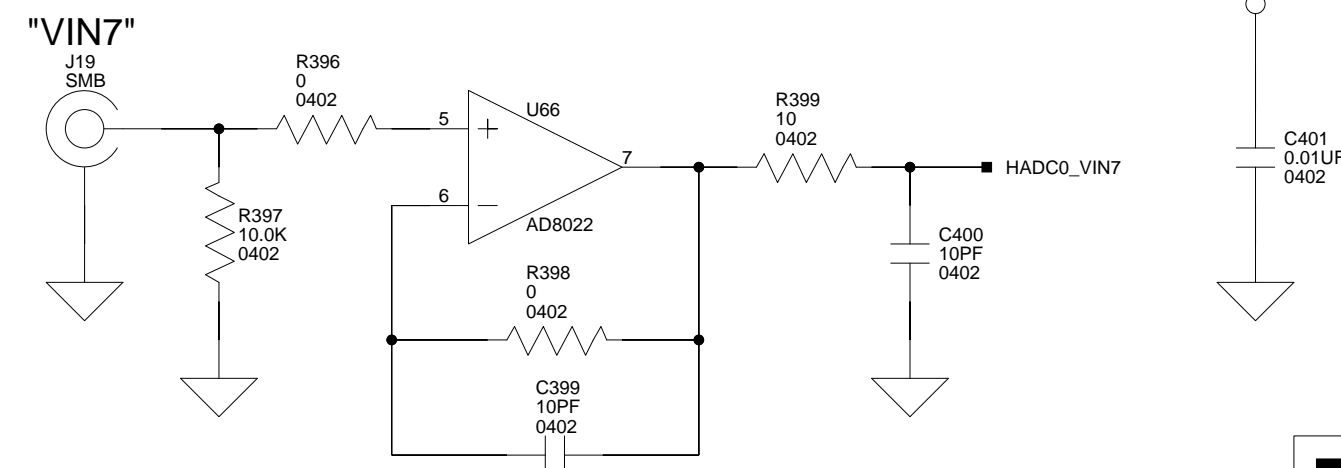 "VIN7"
J19
SMB
R396
0
0402
5
U66
7
6
AD8022
R397
10.0K
0402
R398
0
0402
C399
10PF
0402
R399
10
0402
HADC0_VIN7
C400
10PF
0402
C401
0.01UF
0402